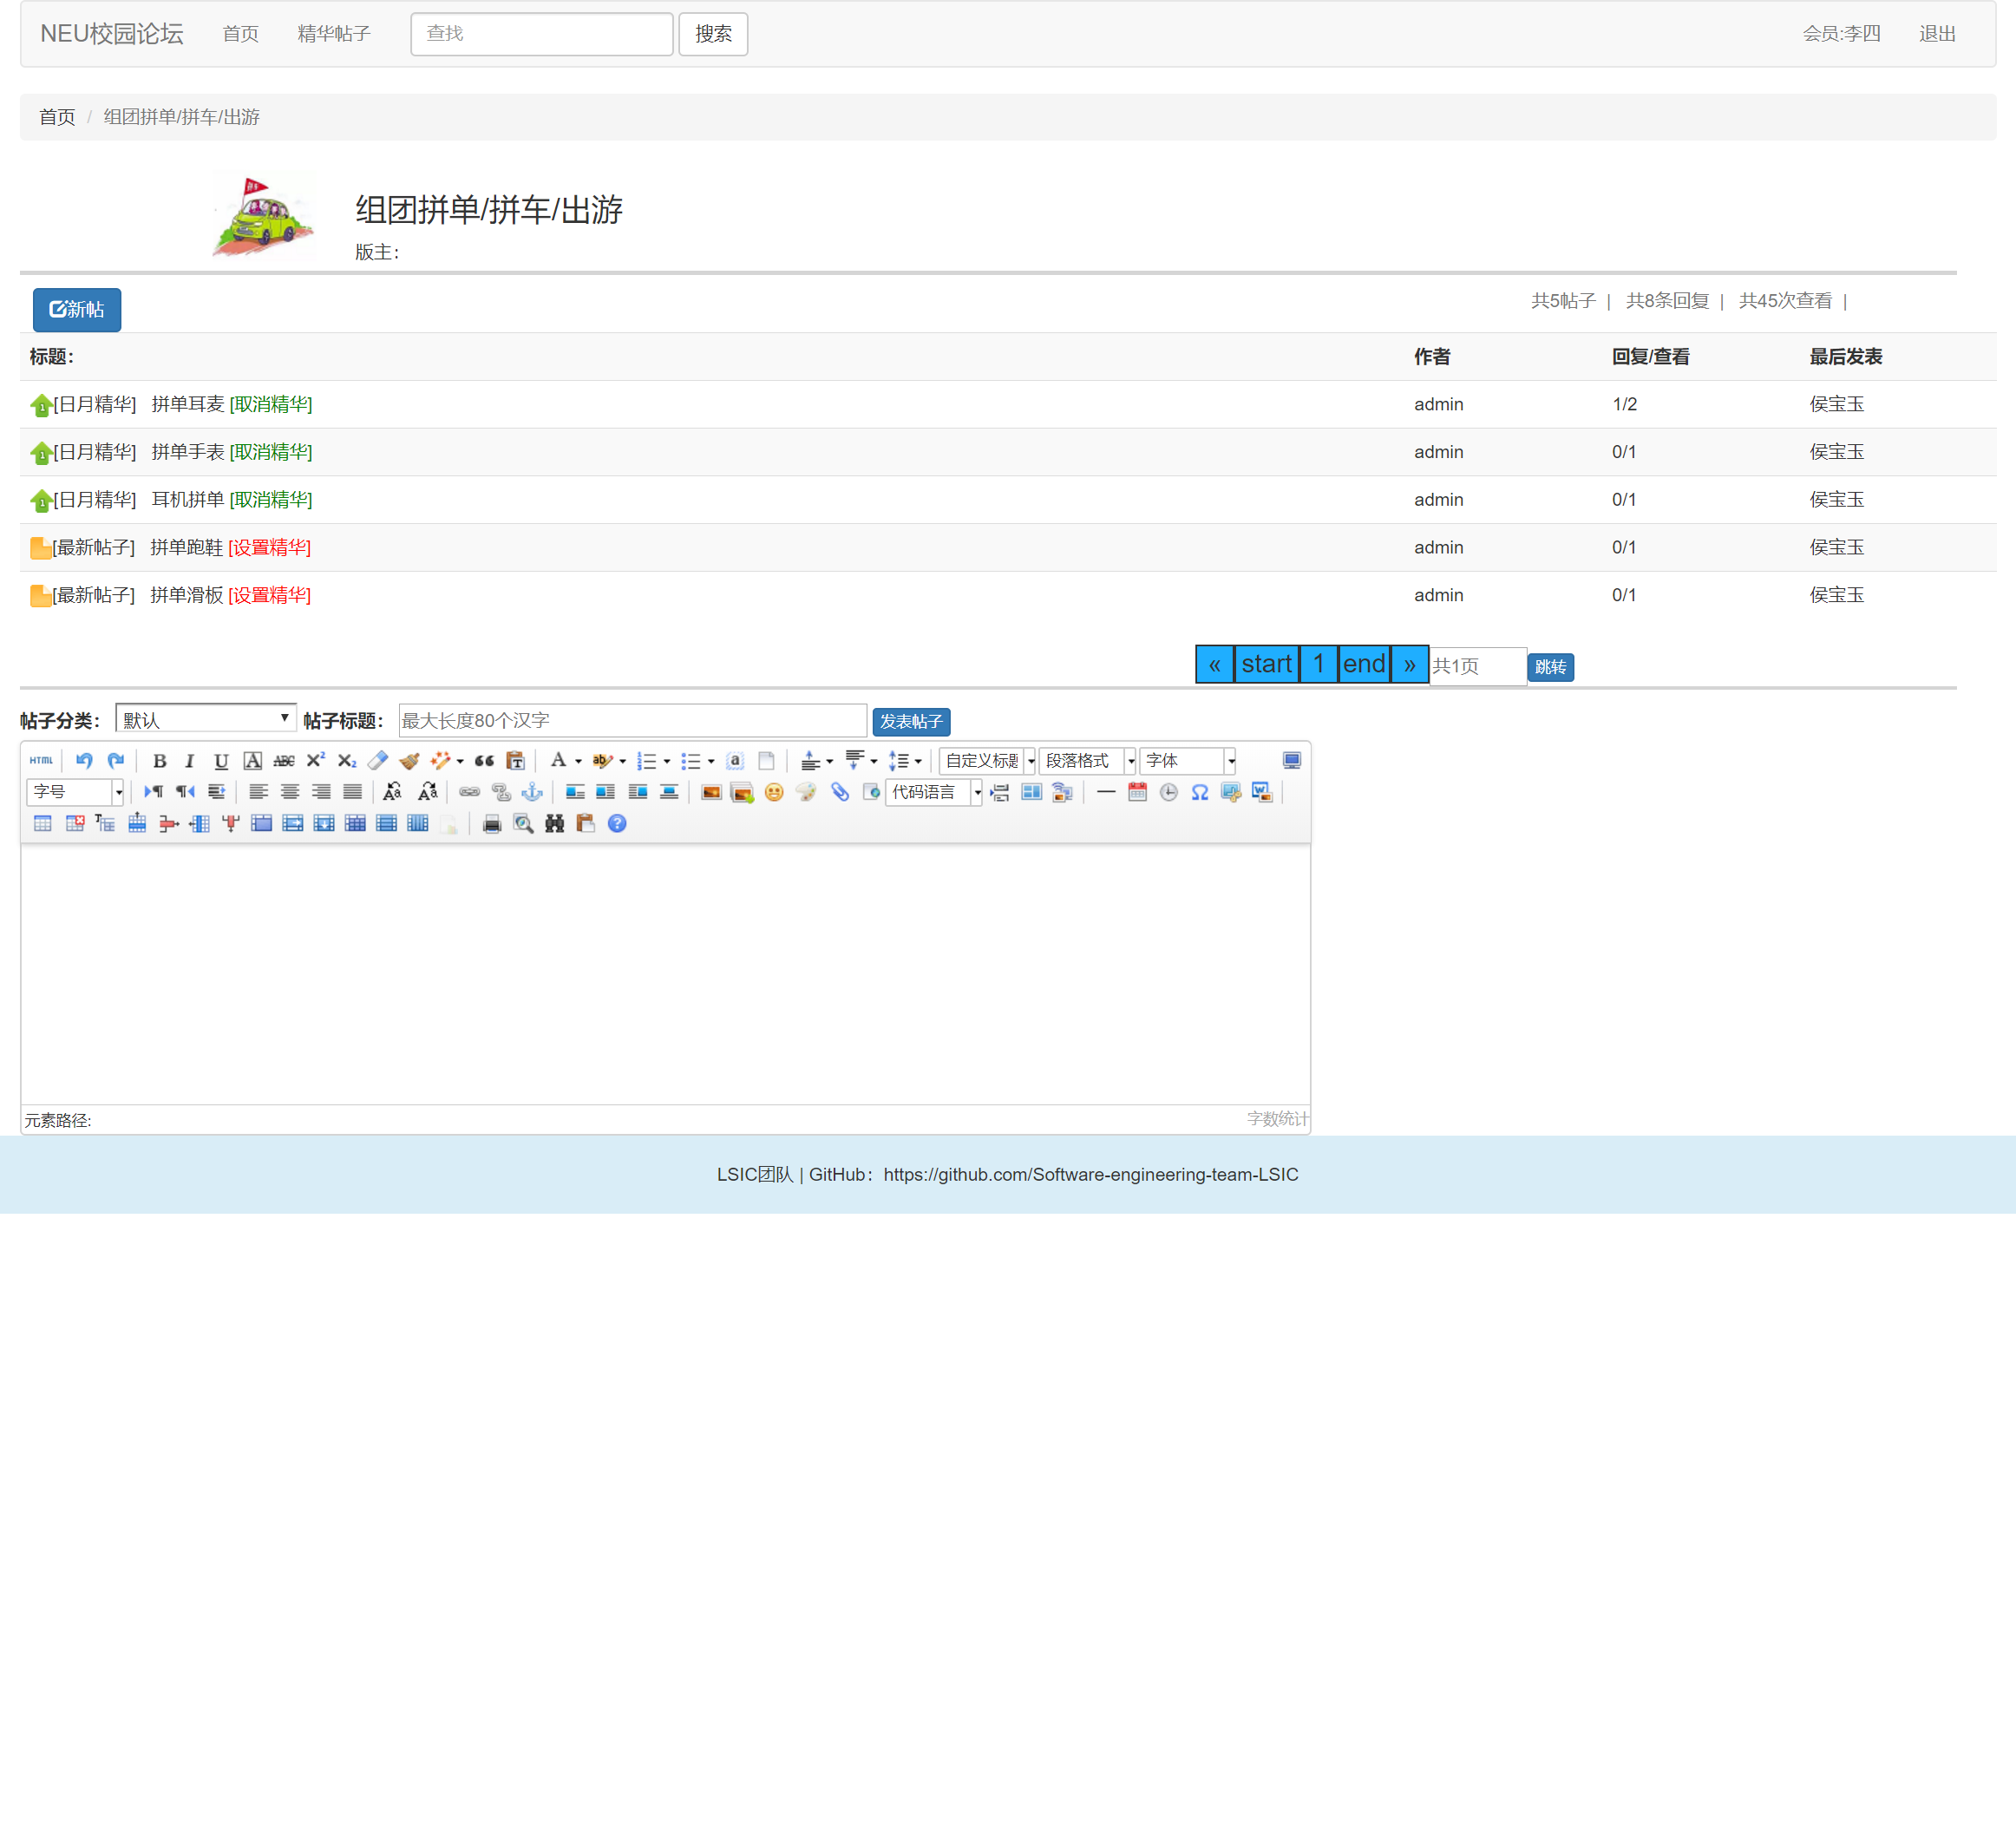 NEU校园论坛 首页 精华帖子 查找 搜索 会员:李四 退出
首页 / 组团拼单/拼车/出游
组团拼单/拼车/出游
版主：
新帖 共5帖子 | 共8条回复 | 共45次查看 |
标题： 作者 回复/查看 最后发表
[日月精华] 拼单耳麦 [取消精华] admin 1/2 侯宝玉
[日月精华] 拼单手表 [取消精华] admin 0/1 侯宝玉
[日月精华] 耳机拼单 [取消精华] admin 0/1 侯宝玉
[最新帖子] 拼单跑鞋 [设置精华] admin 0/1 侯宝玉
[最新帖子] 拼单滑板 [设置精华] admin 0/1 侯宝玉
« start 1 end » 共1页 跳转
帖子分类： 默认 帖子标题： 最大长度80个汉字 发表帖子
HTML 自定义标题 段落格式 字体
字号 代码语言
元素路径: 字数统计
LSIC团队 | GitHub：https://github.com/Software-engineering-team-LSIC